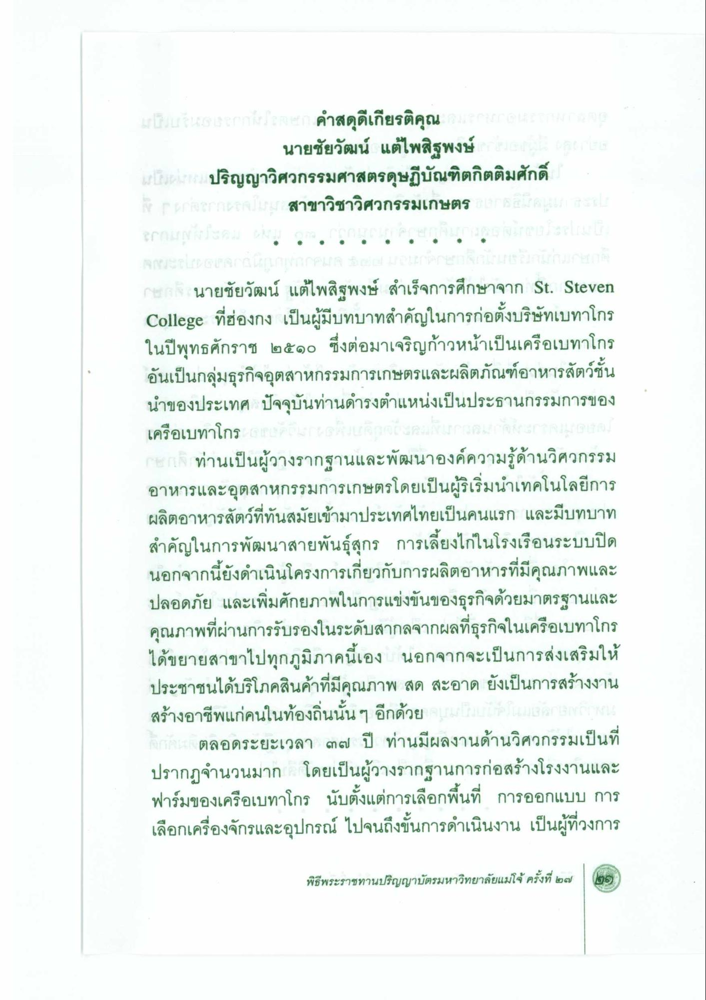 คำสดุดีเกียรติคุณ
นายชัยวัฒน์ แต้ไพสิฐพงษ์
ปริญญาวิศวกรรมศาสตรดุษฎีบัณฑิตกิตติมศักดิ์
สาขาวิชาวิศวกรรมเกษตร
* * * * * * * * * *
นายชัยวัฒน์ แต้ไพสิฐพงษ์ สำเร็จการศึกษาจาก St. Steven
College ที่ฮ่องกง เป็นผู้มีบทบาทสำคัญในการก่อตั้งบริษัทเบทาโกร
ในปีพุทธศักราช ๒๕๑๐ ซึ่งต่อมาเจริญก้าวหน้าเป็นเครือเบทาโกร
อันเป็นกลุ่มธุรกิจอุตสาหกรรมการเกษตรและผลิตภัณฑ์อาหารสัตว์ชั้น
นำของประเทศ ปัจจุบันท่านดำรงตำแหน่งเป็นประธานกรรมการของ
เครือเบทาโกร
ท่านเป็นผู้วางรากฐานและพัฒนาองค์ความรู้ด้านวิศวกรรม
อาหารและอุตสาหกรรมการเกษตรโดยเป็นผู้ริเริ่มนำเทคโนโลยีการ
ผลิตอาหารสัตว์ที่ทันสมัยเข้ามาประเทศไทยเป็นคนแรก และมีบทบาท
สำคัญในการพัฒนาสายพันธุ์สุกร การเลี้ยงไก่ในโรงเรือนระบบปิด
นอกจากนี้ยังดำเนินโครงการเกี่ยวกับการผลิตอาหารที่มีคุณภาพและ
ปลอดภัย และเพิ่มศักยภาพในการแข่งขันของธุรกิจด้วยมาตรฐานและ
คุณภาพที่ผ่านการรับรองในระดับสากลจากผลที่ธุรกิจในเครือเบทาโกร
ได้ขยายสาขาไปทุกภูมิภาคนี้เอง นอกจากจะเป็นการส่งเสริมให้
ประชาชนได้บริโภคสินค้าที่มีคุณภาพ สด สะอาด ยังเป็นการสร้างงาน
สร้างอาชีพแก่คนในท้องถิ่นนั้นๆ อีกด้วย
ตลอดระยะเวลา ๓๗ ปี ท่านมีผลงานด้านวิศวกรรมเป็นที่
ปรากฏจำนวนมาก โดยเป็นผู้วางรากฐานการก่อสร้างโรงงานและ
ฟาร์มของเครือเบทาโกร นับตั้งแต่การเลือกพื้นที่ การออกแบบ การ
เลือกเครื่องจักรและอุปกรณ์ ไปจนถึงขั้นการดำเนินงาน เป็นผู้ที่วงการ
พิธีพระราชทานปริญญาบัตรมหาวิทยาลัยแม่โจ้ ครั้งที่ ๒๗
๒๑